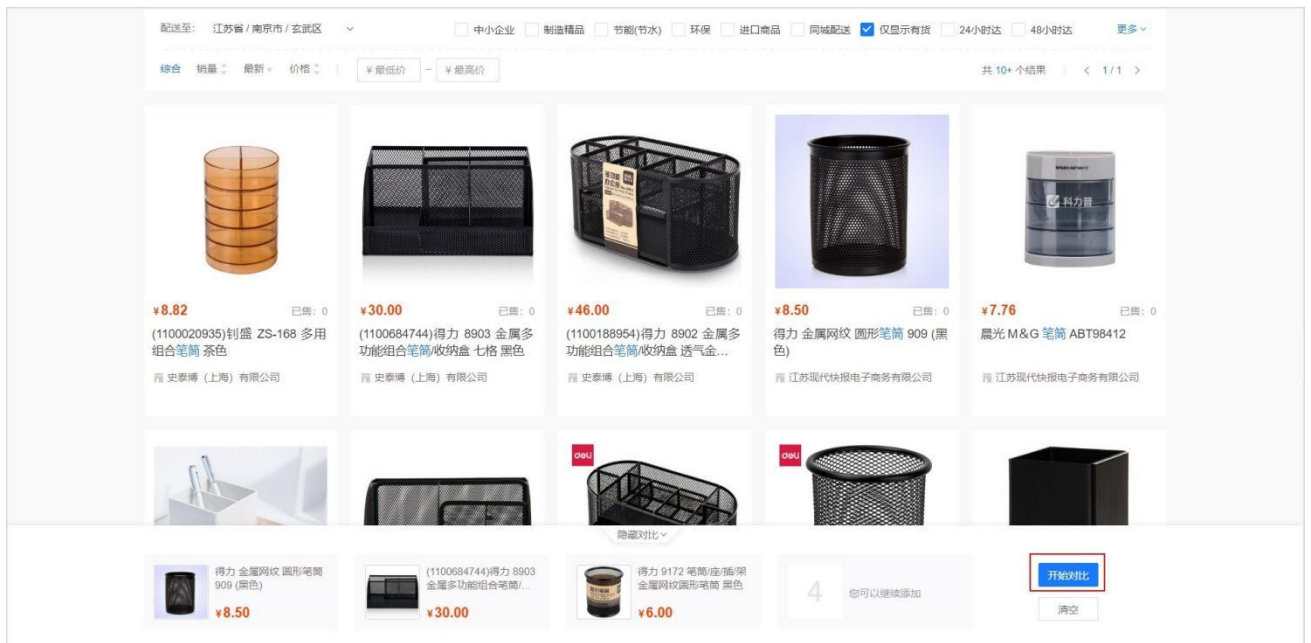 配送至： 江苏省 / 南京市 / 玄武区 中小企业 制造精品 节能(节水) 环保 进口商品 同城配送 仅显示有货 24小时达 48小时达 更多
综合 销量 最新 价格 ¥ 最低价 - ¥ 最高价 共 10+ 个结果 < 1 / 1 >
科力普
¥8.82 已售：0
(1100020935)钊盛 ZS-168 多用
组合笔筒 茶色
史泰博（上海）有限公司
¥30.00 已售：0
(1100684744)得力 8903 金属多
功能组合笔筒/收纳盒 七格 黑色
史泰博（上海）有限公司
¥46.00 已售：0
(1100188954)得力 8902 金属多
功能组合笔筒/收纳盒 透气金...
史泰博（上海）有限公司
¥8.50 已售：0
得力 金属网纹 圆形笔筒 909 (黑
色)
江苏现代快报电子商务有限公司
¥7.76 已售：0
晨光 M&G 笔筒 ABT98412
江苏现代快报电子商务有限公司
deli
deli
隐藏对比
得力 金属网纹 圆形笔筒
909 (黑色)
¥8.50
(1100684744)得力 8903
金属多功能组合笔筒/...
¥30.00
得力 9172 笔筒/座/插/架
金属网纹圆形笔筒 黑色
¥6.00
4 您可以继续添加
开始对比
清空